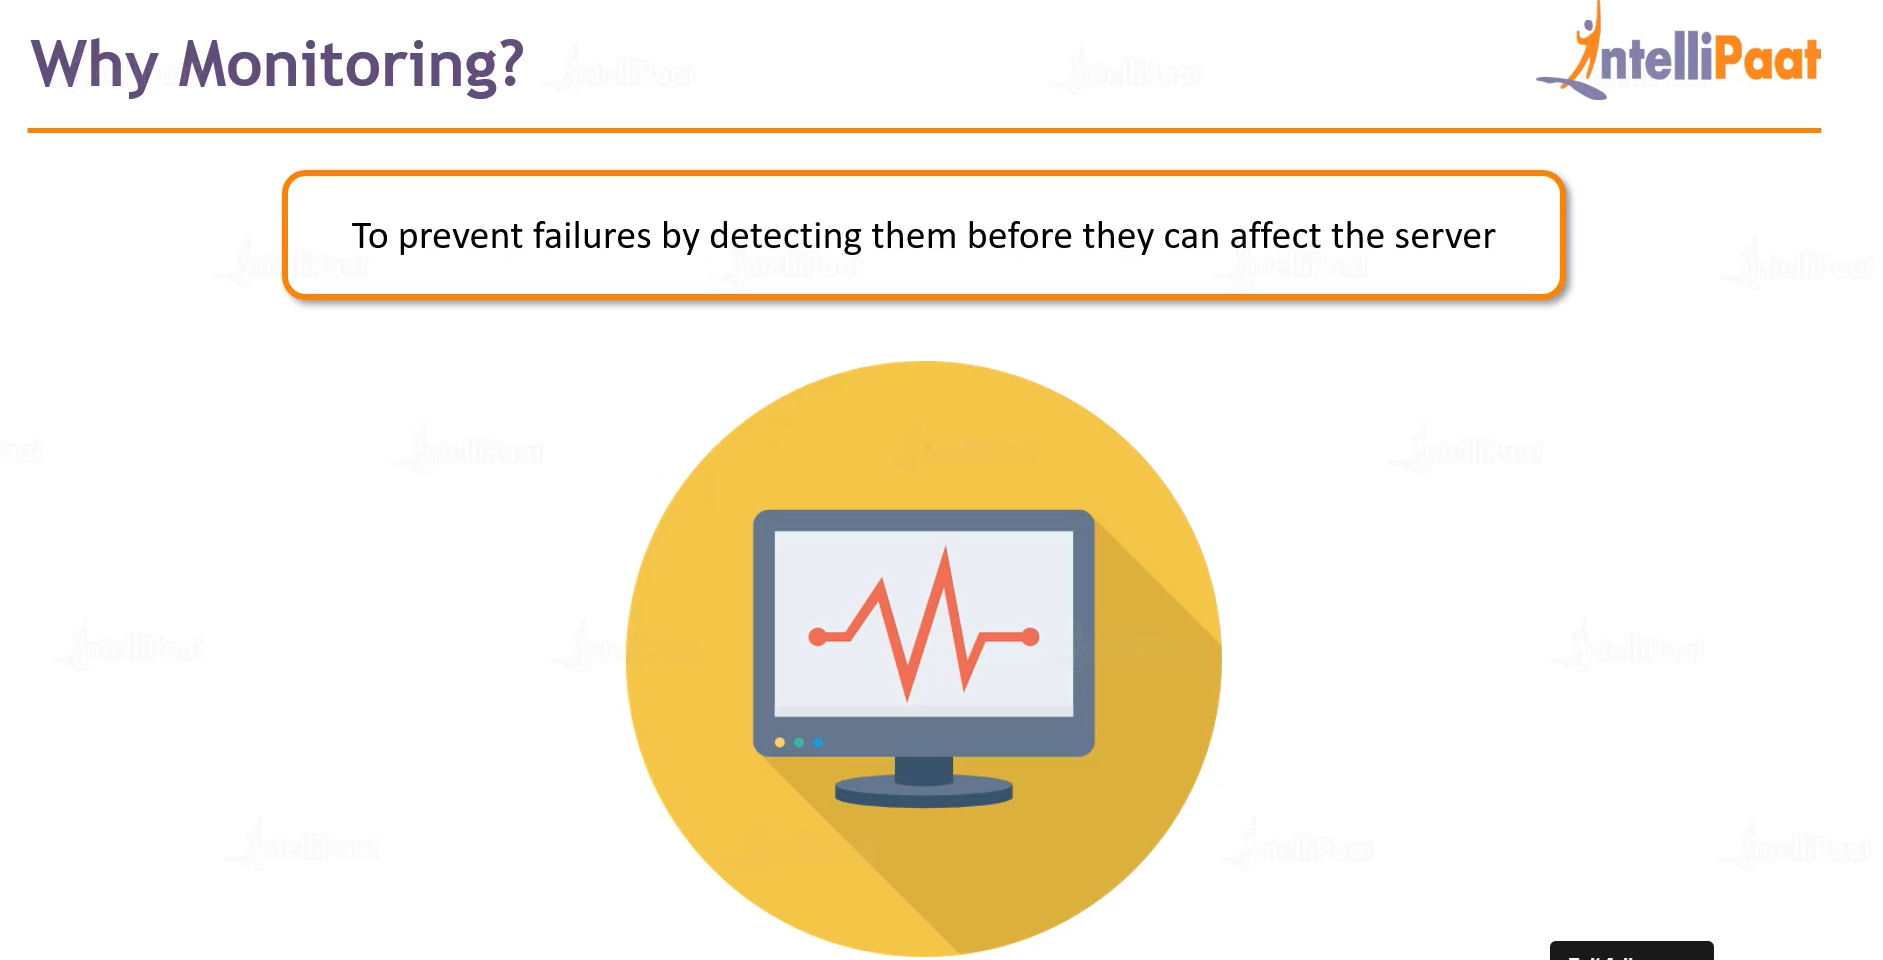 Why Monitoring?
IntelliPaat
To prevent failures by detecting them before they can affect the server